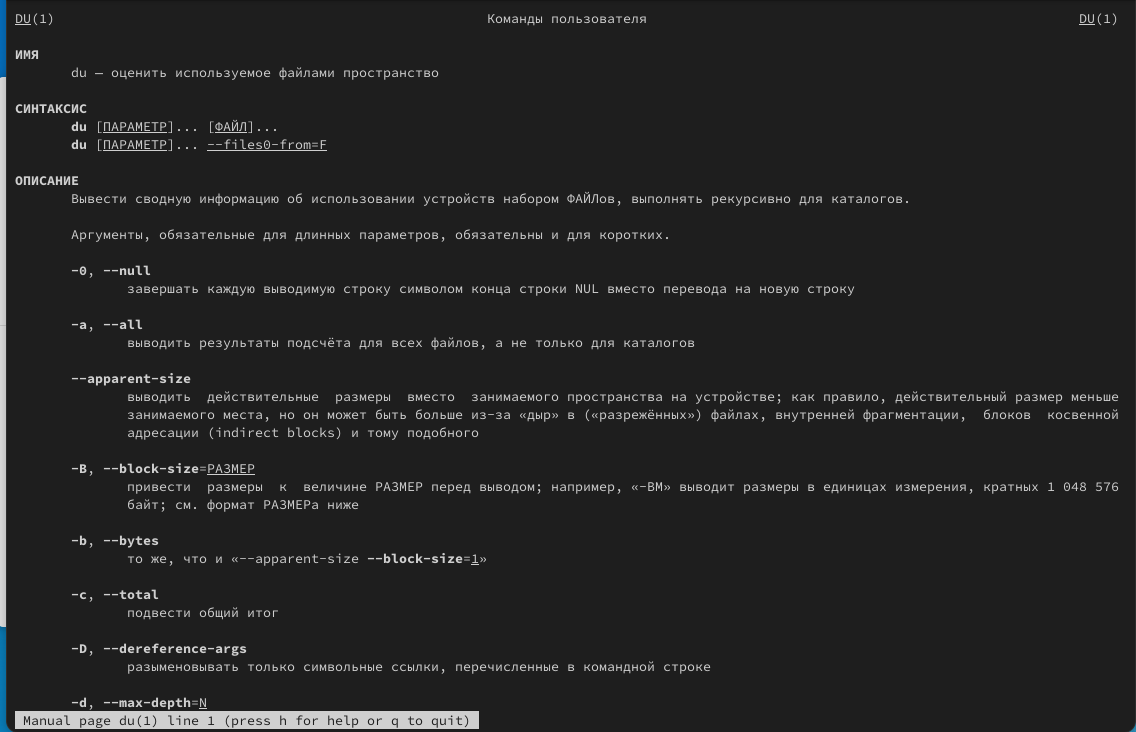 DU(1) Команды пользователя DU(1)
ИМЯ
du — оценить используемое файлами пространство
СИНТАКСИС
du [ПАРАМЕТР]... [ФАЙЛ]...
du [ПАРАМЕТР]... --files0-from=F
ОПИСАНИЕ
Вывести сводную информацию об использовании устройств набором ФАЙЛов, выполнять рекурсивно для каталогов.
Аргументы, обязательные для длинных параметров, обязательны и для коротких.
-0, --null
завершать каждую выводимую строку символом конца строки NUL вместо перевода на новую строку
-a, --all
выводить результаты подсчёта для всех файлов, а не только для каталогов
--apparent-size
выводить действительные размеры вместо занимаемого пространства на устройстве; как правило, действительный размер меньше
занимаемого места, но он может быть больше из-за «дыр» в («разрежённых») файлах, внутренней фрагментации, блоков косвенной
адресации (indirect blocks) и тому подобного
-B, --block-size=РАЗМЕР
привести размеры к величине РАЗМЕР перед выводом; например, «-BM» выводит размеры в единицах измерения, кратных 1 048 576
байт; см. формат РАЗМЕРа ниже
-b, --bytes
то же, что и «--apparent-size --block-size=1»
-c, --total
подвести общий итог
-D, --dereference-args
разыменовывать только символьные ссылки, перечисленные в командной строке
-d, --max-depth=N
Manual page du(1) line 1 (press h for help or q to quit)